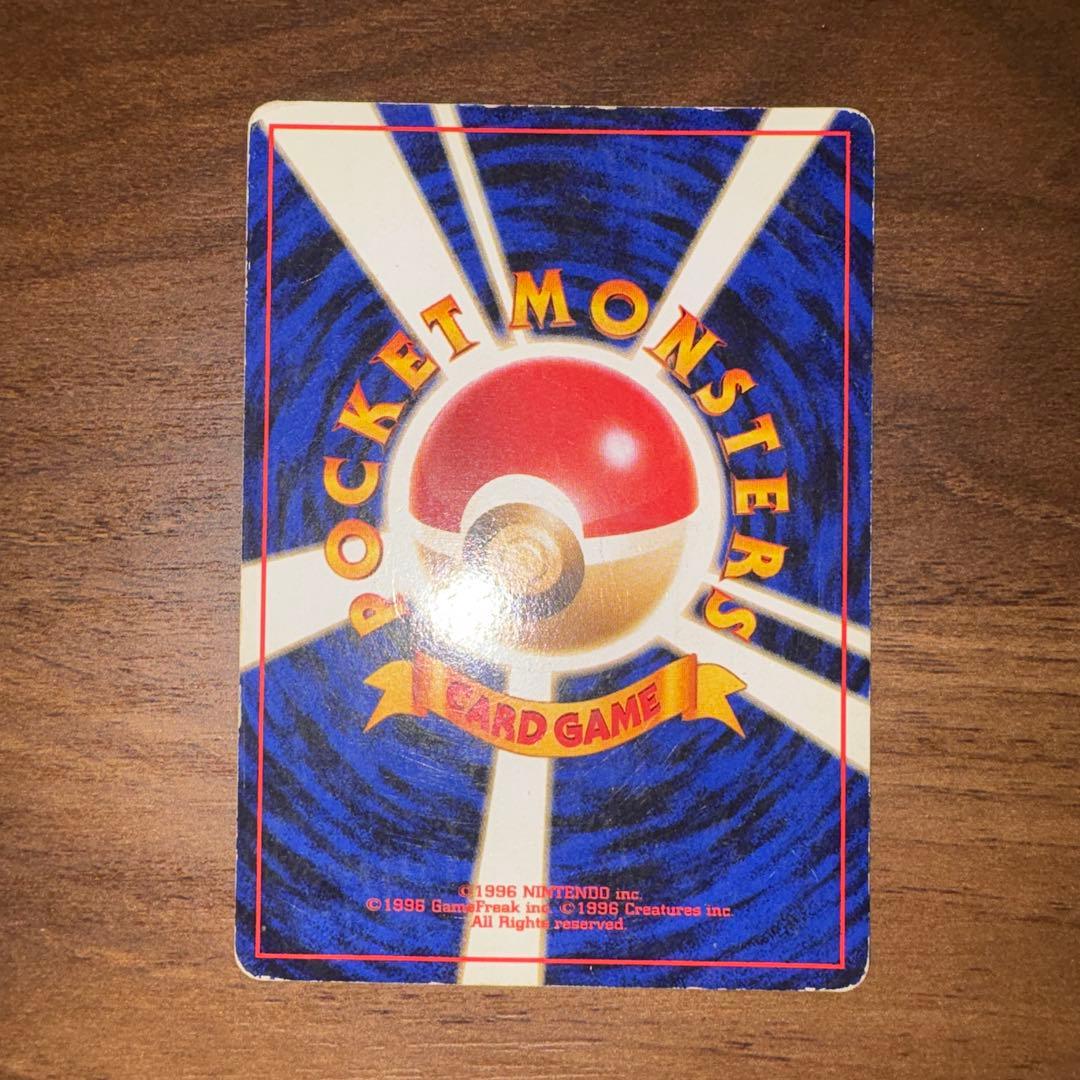 POCKET MONSTERS
CARD GAME
©1996 NINTENDO inc.
©1996 GameFreak inc. ©1996 Creatures inc.
All Rights reserved.